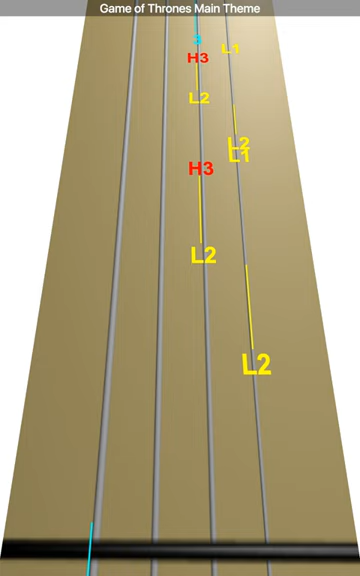 Game of Thrones Main Theme
3
L1
H3
L2
L2
L1
H3
L2
L2